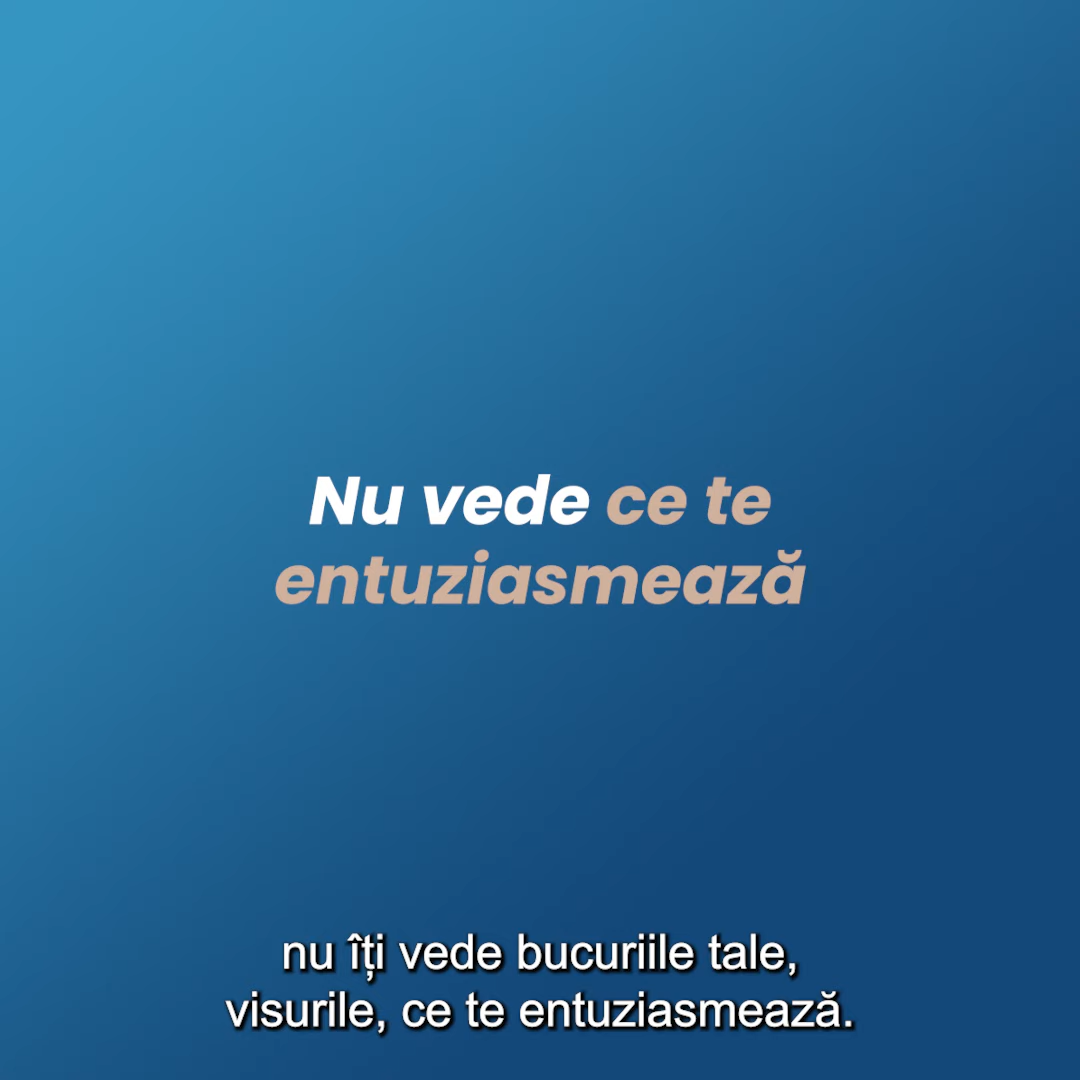 Nu vede ce te
entuziasmează
nu îți vede bucuriile tale,
visurile, ce te entuziasmează.